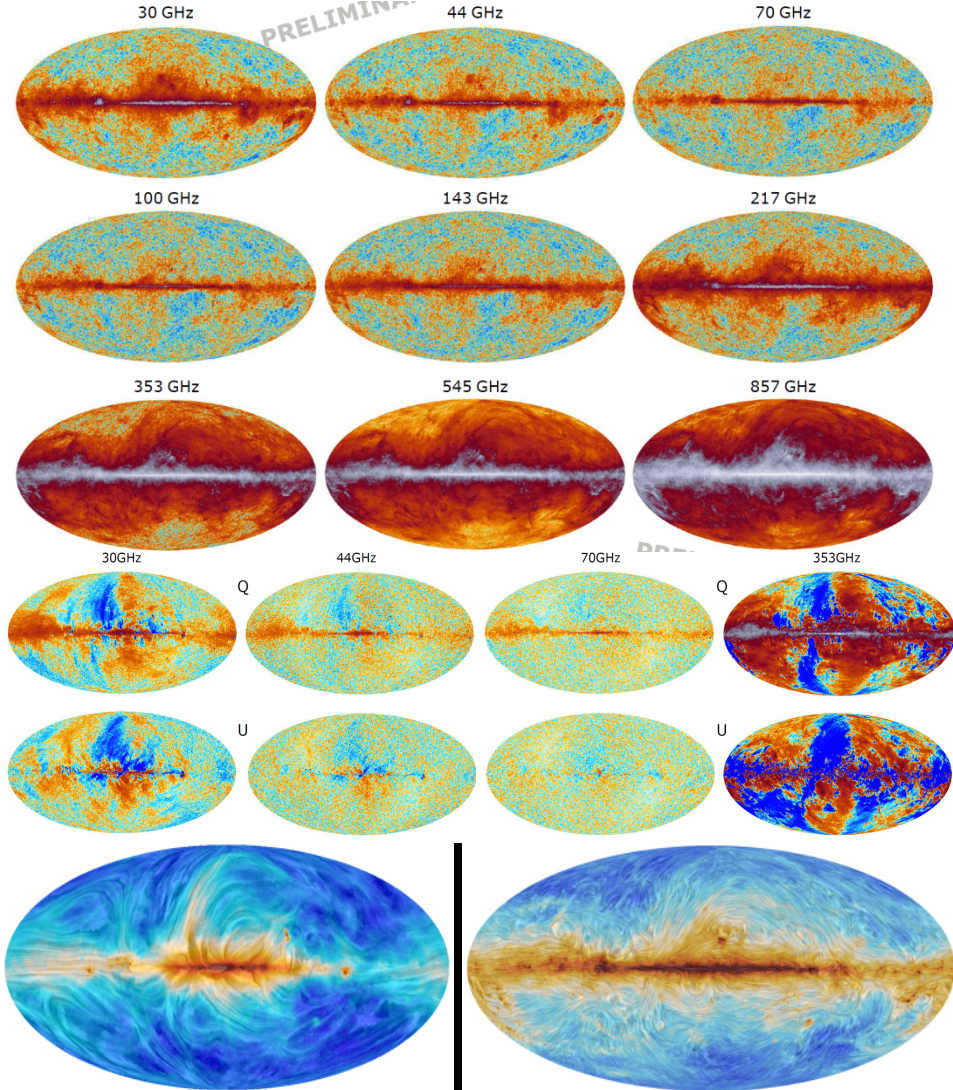 PRELIMINA
30 GHz 44 GHz 70 GHz
100 GHz 143 GHz 217 GHz
353 GHz 545 GHz 857 GHz
30GHz 44GHz 70GHz 353GHz
Q Q
U U